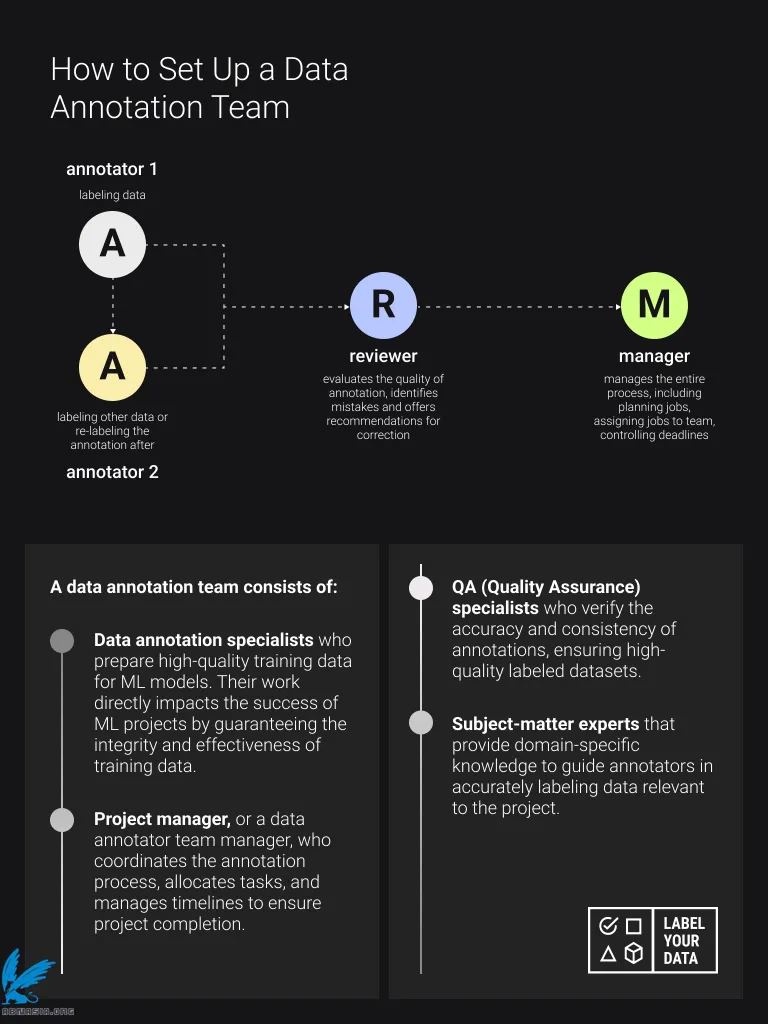 How to Set Up a Data
Annotation Team
annotator 1
labeling data
A
A
labeling other data or
re-labeling the
annotation after
annotator 2
R
reviewer
evaluates the quality of
annotation, identifies
mistakes and offers
recommendations for
correction
M
manager
manages the entire
process, including
planning jobs,
assigning jobs to team,
controlling deadlines
A data annotation team consists of:
Data annotation specialists who
prepare high-quality training data
for ML models. Their work
directly impacts the success of
ML projects by guaranteeing the
integrity and effectiveness of
training data.
Project manager, or a data
annotator team manager, who
coordinates the annotation
process, allocates tasks, and
manages timelines to ensure
project completion.
QA (Quality Assurance)
specialists who verify the
accuracy and consistency of
annotations, ensuring high-
quality labeled datasets.
Subject-matter experts that
provide domain-specific
knowledge to guide annotators in
accurately labeling data relevant
to the project.
LABEL
YOUR
DATA
ABMASIA.ORG